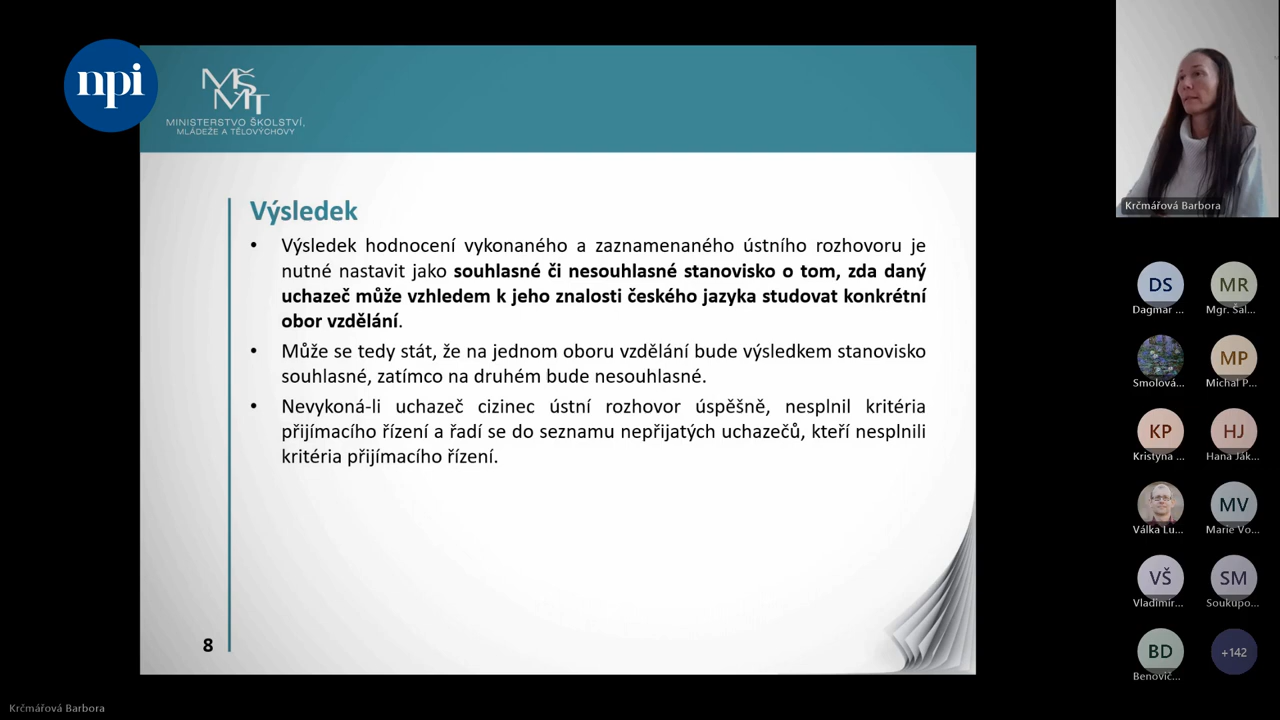 npi
MŠ
MT
MINISTERSTVO ŠKOLSTVÍ,
MLÁDEŽE A TĚLOVÝCHOVY
Výsledek
• Výsledek hodnocení vykonaného a zaznamenaného ústního rozhovoru je
nutné nastavit jako souhlasné či nesouhlasné stanovisko o tom, zda daný
uchazeč může vzhledem k jeho znalosti českého jazyka studovat konkrétní
obor vzdělání.
• Může se tedy stát, že na jednom oboru vzdělání bude výsledkem stanovisko
souhlasné, zatímco na druhém bude nesouhlasné.
• Nevykoná-li uchazeč cizinec ústní rozhovor úspěšně, nesplnil kritéria
přijímacího řízení a řadí se do seznamu nepřijatých uchazečů, kteří nesplnili
kritéria přijímacího řízení.
8
Krčmářová Barbora
DS
MR
Dagmar ...
Mgr. Šal...
MP
Smolová...
Michal P...
KP
HJ
Kristýna ...
Hana Ják...
MV
Válka Lu...
Marie Vo...
VŠ
SM
Vladimír...
Soukupo...
BD
+142
Benovič...
Krčmářová Barbora